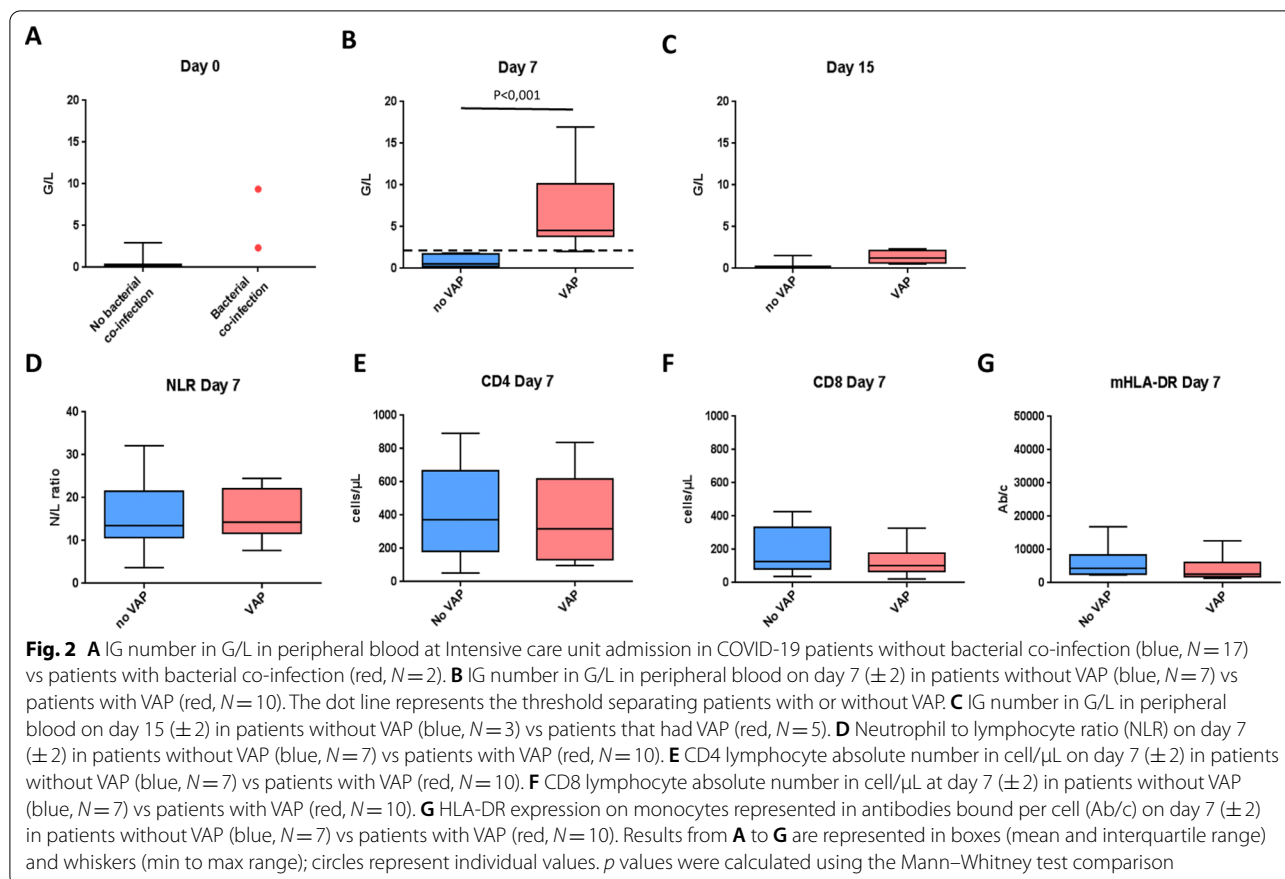 A
Day 0
20
15
10
5
0
G/L
No bacterial
co-infection
Bacterial
co-infection
B
Day 7
P<0,001
20
15
10
5
0
G/L
no VAP
VAP
C
Day 15
20
15
10
5
0
G/L
no VAP
VAP
D
NLR Day 7
40
30
20
10
0
N/L ratio
no VAP
VAP
E
CD4 Day 7
1000
800
600
400
200
0
cells/µL
No VAP
VAP
F
CD8 Day 7
1000
800
600
400
200
0
cells/µL
No VAP
VAP
G
mHLA-DR Day 7
50000
40000
30000
20000
10000
0
Ab/c
No VAP
VAP
Fig. 2 A IG number in G/L in peripheral blood at Intensive care unit admission in COVID-19 patients without bacterial co-infection (blue, N = 17)
vs patients with bacterial co-infection (red, N = 2). B IG number in G/L in peripheral blood on day 7 (± 2) in patients without VAP (blue, N = 7) vs
patients with VAP (red, N = 10). The dot line represents the threshold separating patients with or without VAP. C IG number in G/L in peripheral
blood on day 15 (± 2) in patients without VAP (blue, N = 3) vs patients that had VAP (red, N = 5). D Neutrophil to lymphocyte ratio (NLR) on day 7
(± 2) in patients without VAP (blue, N = 7) vs patients with VAP (red, N = 10). E CD4 lymphocyte absolute number in cell/µL on day 7 (± 2) in patients
without VAP (blue, N = 7) vs patients with VAP (red, N = 10). F CD8 lymphocyte absolute number in cell/µL at day 7 (± 2) in patients without VAP
(blue, N = 7) vs patients with VAP (red, N = 10). G HLA-DR expression on monocytes represented in antibodies bound per cell (Ab/c) on day 7 (± 2)
in patients without VAP (blue, N = 7) vs patients with VAP (red, N = 10). Results from A to G are represented in boxes (mean and interquartile range)
and whiskers (min to max range); circles represent individual values. p values were calculated using the Mann–Whitney test comparison